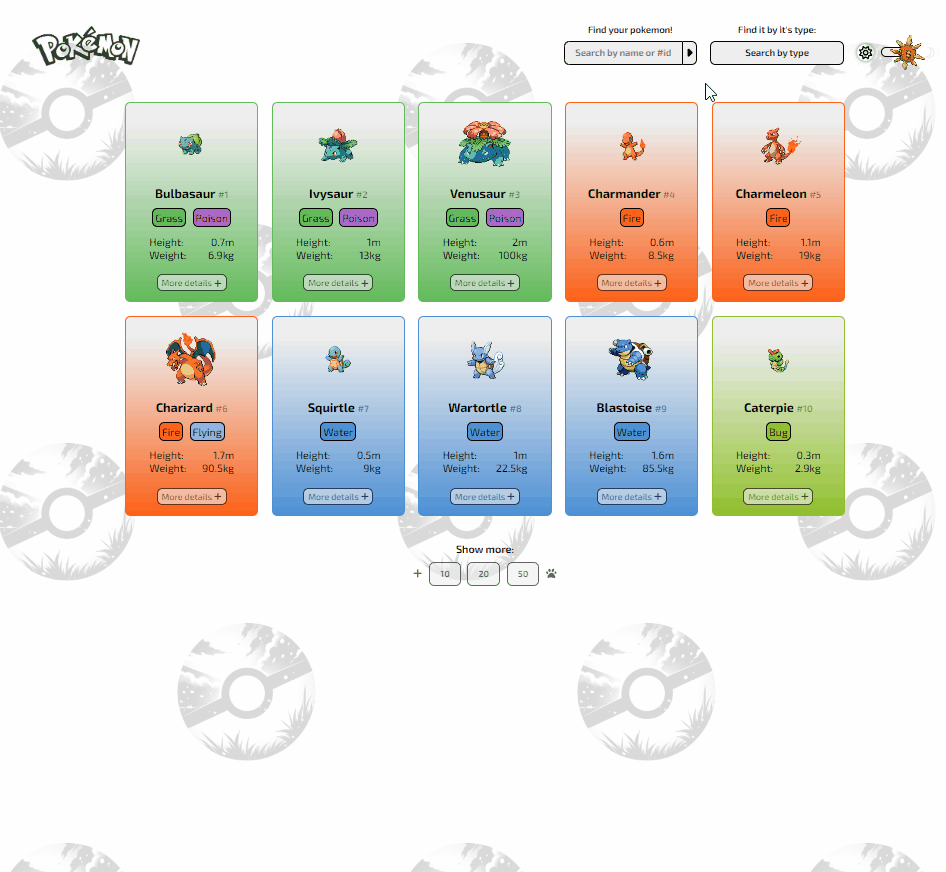 POKéMON
Find your pokemon!
Find it by it's type:
Search by name or #id
Search by type
Bulbasaur #1
Grass Poison
Height: 0.7m
Weight: 6.9kg
More details +
Ivysaur #2
Grass Poison
Height: 1m
Weight: 13kg
More details +
Venusaur #3
Grass Poison
Height: 2m
Weight: 100kg
More details +
Charmander #4
Fire
Height: 0.6m
Weight: 8.5kg
More details +
Charmeleon #5
Fire
Height: 1.1m
Weight: 19kg
More details +
Charizard #6
Fire Flying
Height: 1.7m
Weight: 90.5kg
More details +
Squirtle #7
Water
Height: 0.5m
Weight: 9kg
More details +
Wartortle #8
Water
Height: 1m
Weight: 22.5kg
More details +
Blastoise #9
Water
Height: 1.6m
Weight: 85.5kg
More details +
Caterpie #10
Bug
Height: 0.3m
Weight: 2.9kg
More details +
Show more:
+ 10 20 50